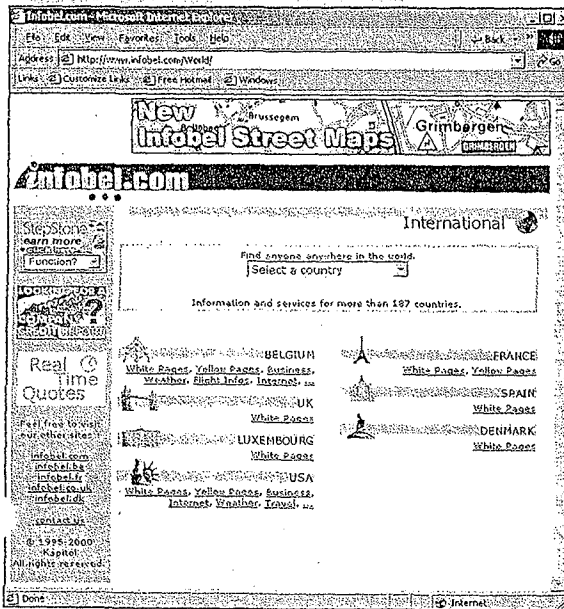 Infobel.com - Microsoft Internet Explorer
File Edit View Favorites Tools Help
Back
Address http://www.infobel.com/World/
Go
Links Customize Links Free Hotmail Windows
New
Infobel Street Maps
Brussegem
Grimbergen
GRIMBERGEN
infobel.com
StepStone
earn more
Function?
LOOKING FOR A
?
Real
Time
Quotes
Feel free to visit
our other sites
infobel.com
infobel.be
infobel.fr
infobel.co.uk
infobel.dk
contact us
1995-2000
Kapitol
All rights reserved
International
Find anyone anywhere in the world.
Select a country
Information and services for more than 187 countries.
BELGIUM
White Pages, Yellow Pages, Business,
Weather, Flight Infos, Internet, ...
UK
White Pages
LUXEMBOURG
White Pages
USA
White Pages, Yellow Pages, Business,
Internet, Weather, Travel, ...
FRANCE
White Pages, Yellow Pages
SPAIN
White Pages
DENMARK
White Pages
Done
Internet